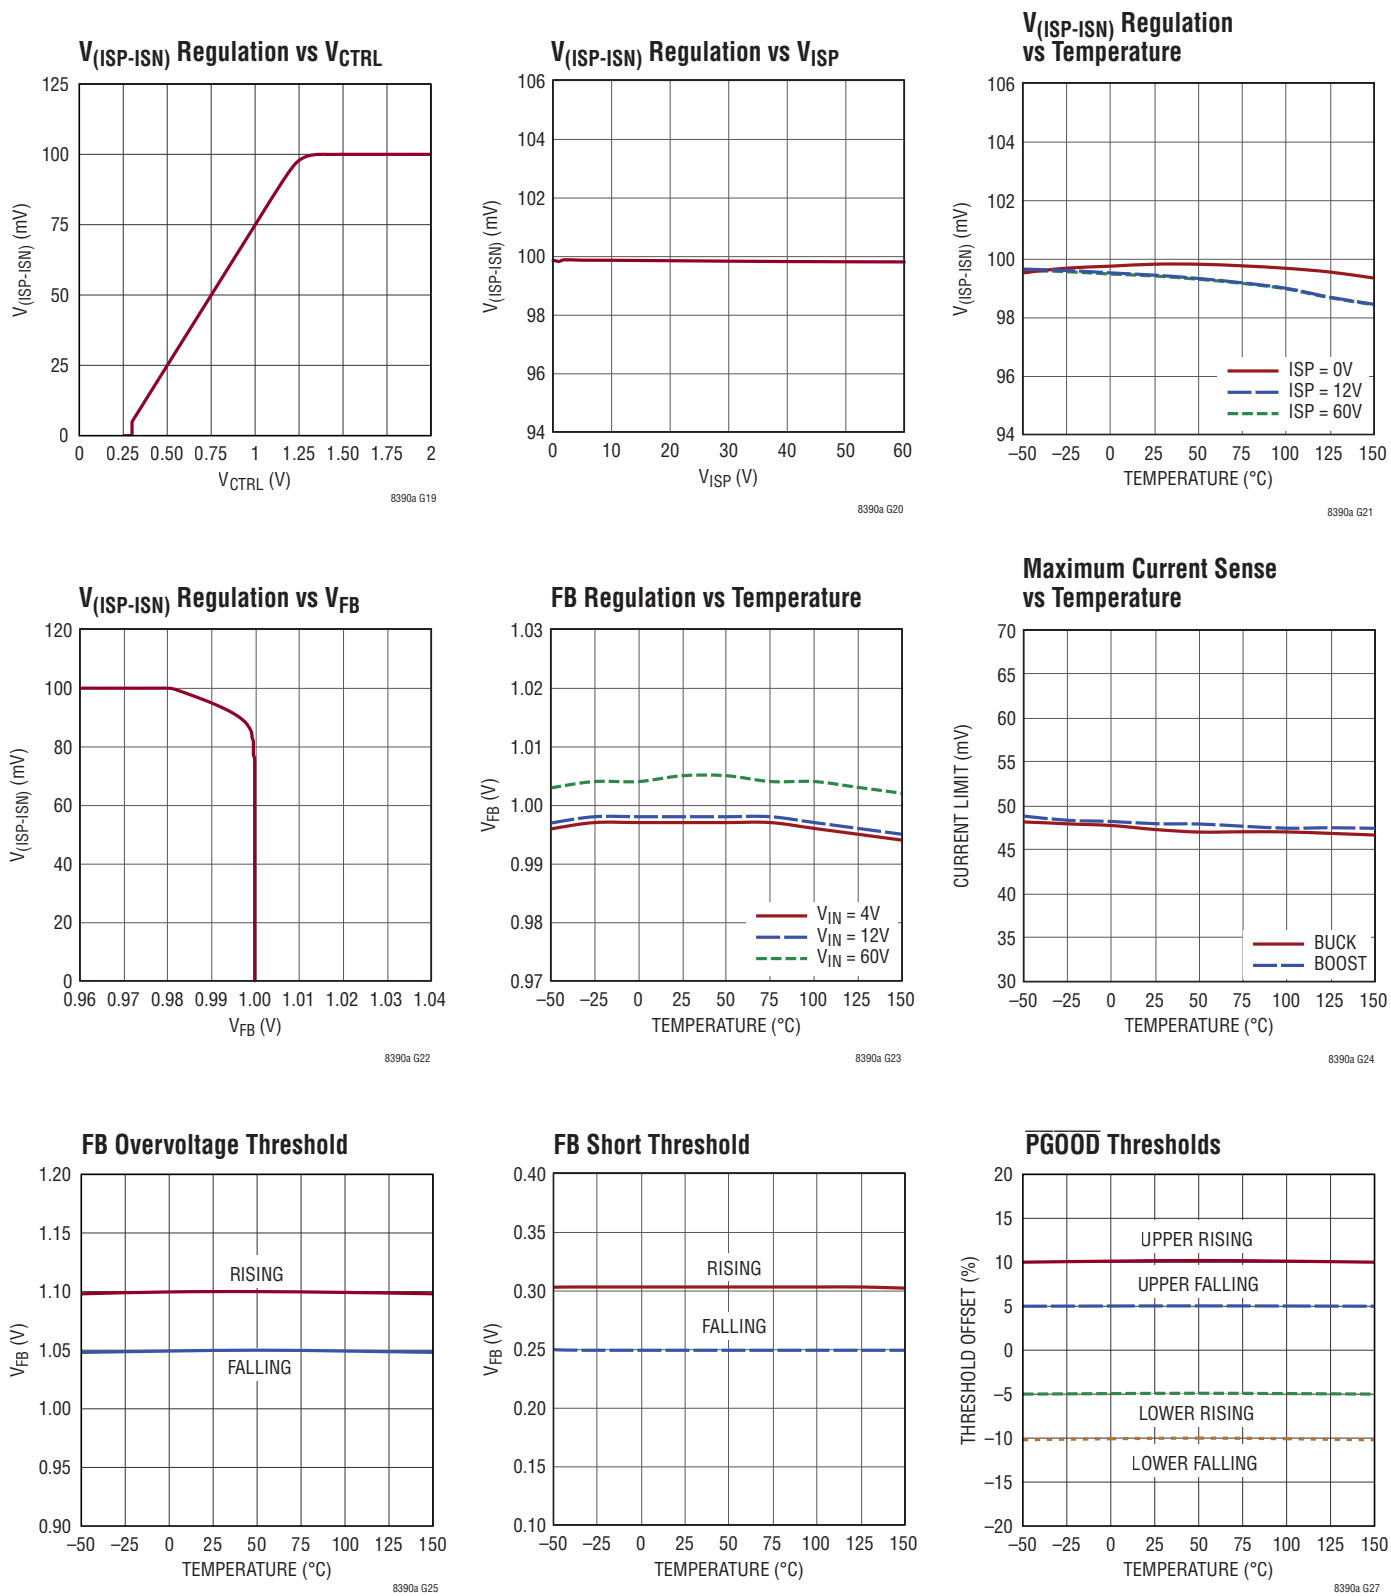 V(ISP-ISN) Regulation vs VCTRL
125
100
75
50
25
0
0 0.25 0.50 0.75 1 1.25 1.50 1.75 2
V(ISP-ISN) (mV)
VCTRL (V)
8390a G19
V(ISP-ISN) Regulation vs VISP
106
104
102
100
98
96
94
0 10 20 30 40 50 60
V(ISP-ISN) (mV)
VISP (V)
8390a G20
V(ISP-ISN) Regulation
vs Temperature
106
104
102
100
98
96
94
–50 –25 0 25 50 75 100 125 150
V(ISP-ISN) (mV)
ISP = 0V
ISP = 12V
ISP = 60V
TEMPERATURE (°C)
8390a G21
V(ISP-ISN) Regulation vs VFB
120
100
80
60
40
20
0
0.96 0.97 0.98 0.99 1.00 1.01 1.02 1.03 1.04
V(ISP-ISN) (mV)
VFB (V)
8390a G22
FB Regulation vs Temperature
1.03
1.02
1.01
1.00
0.99
0.98
0.97
–50 –25 0 25 50 75 100 125 150
VFB (V)
VIN = 4V
VIN = 12V
VIN = 60V
TEMPERATURE (°C)
8390a G23
Maximum Current Sense
vs Temperature
70
65
60
55
50
45
40
35
30
–50 –25 0 25 50 75 100 125 150
CURRENT LIMIT (mV)
BUCK
BOOST
TEMPERATURE (°C)
8390a G24
FB Overvoltage Threshold
1.20
1.15
1.10
1.05
1.00
0.95
0.90
–50 –25 0 25 50 75 100 125 150
VFB (V)
RISING
FALLING
TEMPERATURE (°C)
8390a G25
FB Short Threshold
0.40
0.35
0.30
0.25
0.20
0.15
0.10
–50 –25 0 25 50 75 100 125 150
VFB (V)
RISING
FALLING
TEMPERATURE (°C)
PGOOD Thresholds
20
15
10
5
0
–5
–10
–15
–20
–50 –25 0 25 50 75 100 125 150
THRESHOLD OFFSET (%)
UPPER RISING
UPPER FALLING
LOWER RISING
LOWER FALLING
TEMPERATURE (°C)
8390a G27